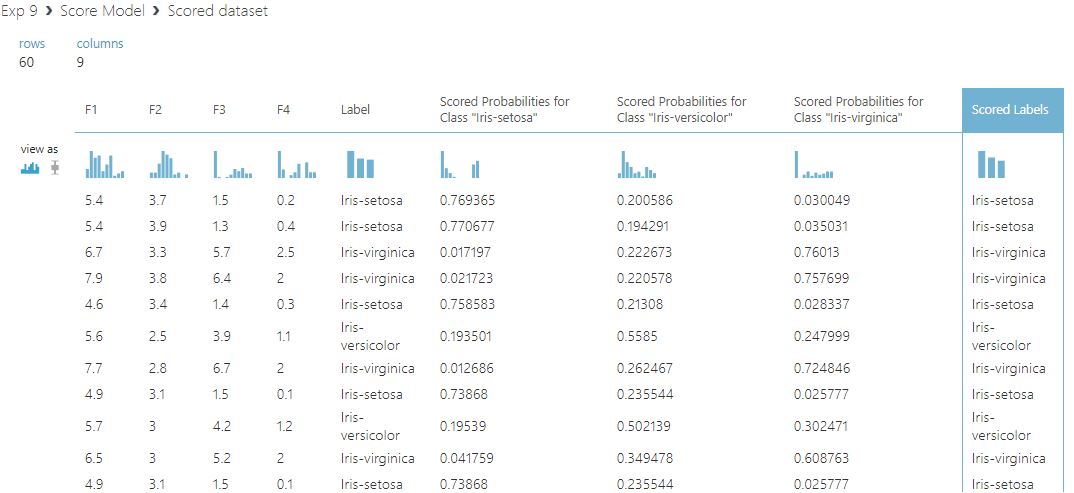 Exp 9 › Score Model › Scored dataset
rows columns
60 9
F1 F2 F3 F4 Label Scored Probabilities for Class "Iris-setosa" Scored Probabilities for Class "Iris-versicolor" Scored Probabilities for Class "Iris-virginica" Scored Labels
view as
5.4 3.7 1.5 0.2 Iris-setosa 0.769365 0.200586 0.030049 Iris-setosa
5.4 3.9 1.3 0.4 Iris-setosa 0.770677 0.194291 0.035031 Iris-setosa
6.7 3.3 5.7 2.5 Iris-virginica 0.017197 0.222673 0.76013 Iris-virginica
7.9 3.8 6.4 2 Iris-virginica 0.021723 0.220578 0.757699 Iris-virginica
4.6 3.4 1.4 0.3 Iris-setosa 0.758583 0.21308 0.028337 Iris-setosa
5.6 2.5 3.9 1.1 Iris-versicolor 0.193501 0.5585 0.247999 Iris-versicolor
7.7 2.8 6.7 2 Iris-virginica 0.012686 0.262467 0.724846 Iris-virginica
4.9 3.1 1.5 0.1 Iris-setosa 0.73868 0.235544 0.025777 Iris-setosa
5.7 3 4.2 1.2 Iris-versicolor 0.19539 0.502139 0.302471 Iris-versicolor
6.5 3 5.2 2 Iris-virginica 0.041759 0.349478 0.608763 Iris-virginica
4.9 3.1 1.5 0.1 Iris-setosa 0.73868 0.235544 0.025777 Iris-setosa